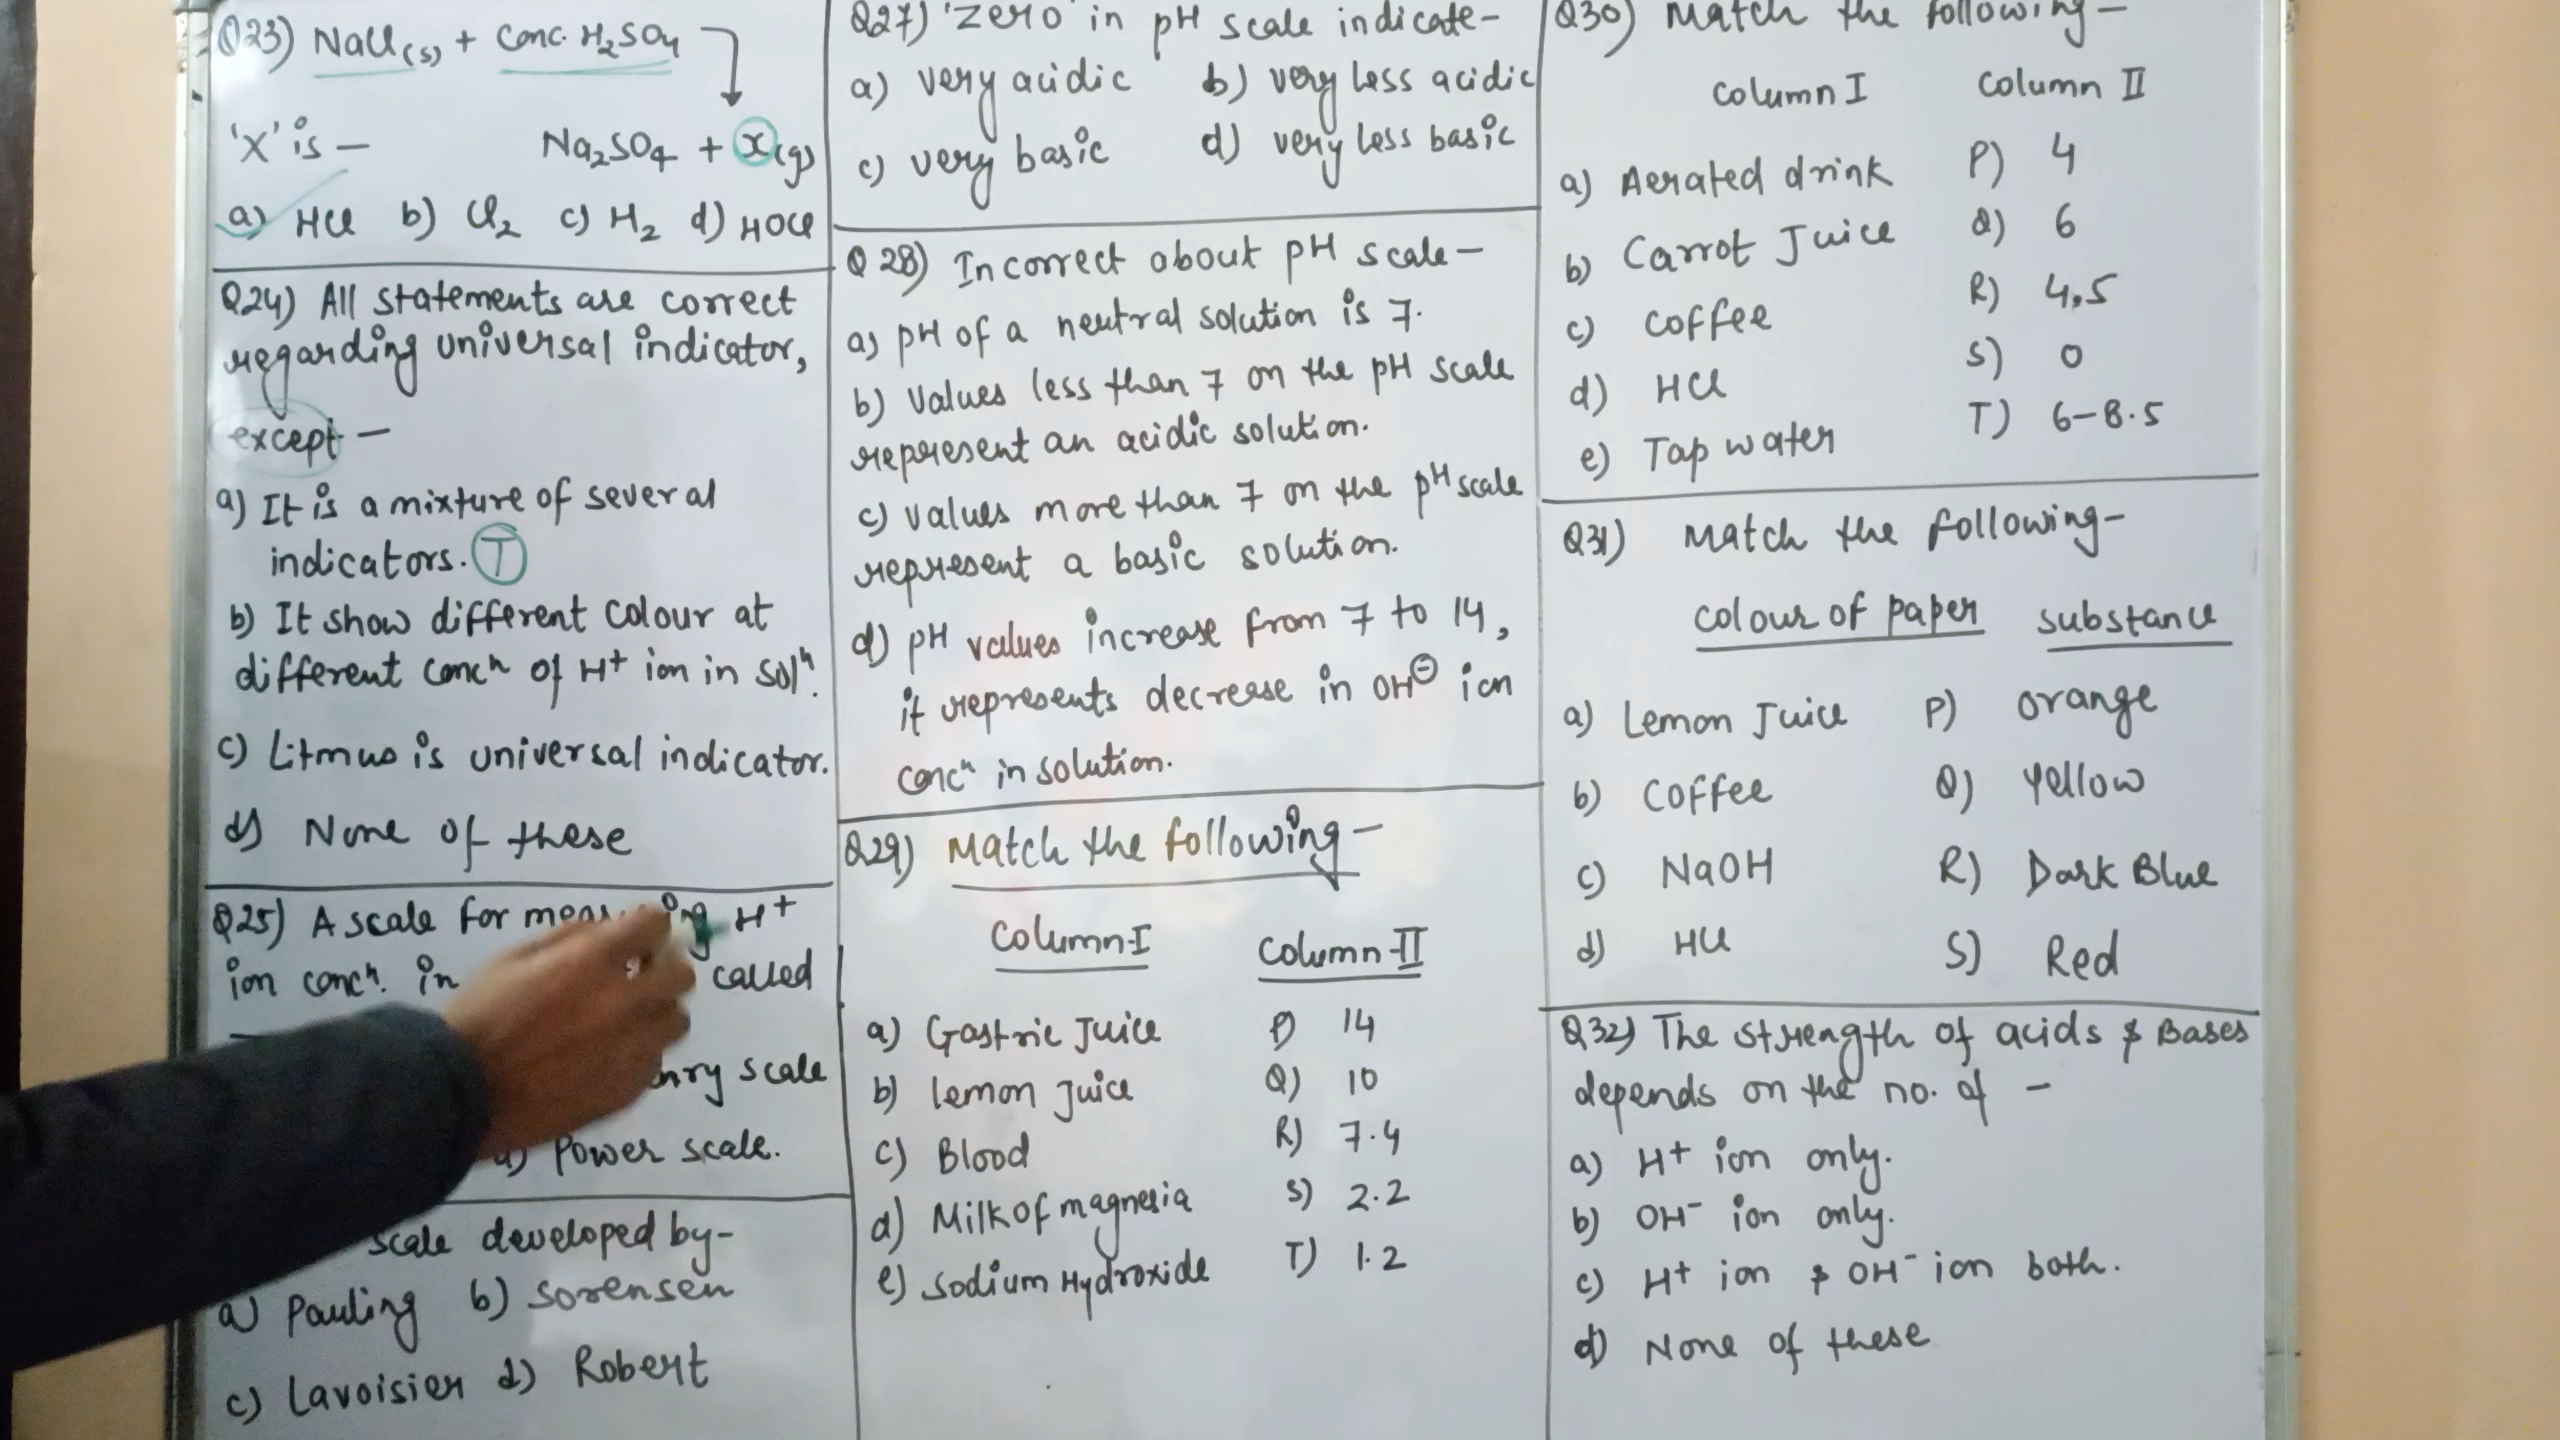 Q23) NaCl(s) + Conc. H₂SO₄
'X' is — Na₂SO₄ + X(g)
a) HCl b) Cl₂ c) H₂ d) HOCl
Q24) All statements are correct
regarding universal indicator,
except —
a) It is a mixture of several
indicators. T
b) It show different colour at
different concⁿ of H⁺ ion in solⁿ.
c) Litmus is universal indicator.
d) None of these
Q25) A scale for H⁺
ion concⁿ. in called
scale
d) Power scale.
scale developed by-
a) Pauling b) Sorensen
c) Lavoisier d) Robert
Q27) 'Zero' in pH scale indicate-
a) very acidic b) very less acidic
c) very basic d) very less basic
Q28) Incorrect about pH scale-
a) pH of a neutral solution is 7.
b) Values less than 7 on the pH scale
represent an acidic solution.
c) values more than 7 on the pH scale
represent a basic solution.
d) pH values increase from 7 to 14,
it represents decrease in OH⊖ ion
concⁿ in solution.
Q29) Match the following-
Column-I Column-II
a) Gastric Juice P) 14
b) lemon Juice Q) 10
c) Blood R) 7.4
d) Milk of magnesia S) 2.2
e) Sodium Hydroxide T) 1.2
Q30) Match the following-
Column I Column II
a) Aerated drink P) 4
b) Carrot Juice Q) 6
c) coffee R) 4.5
d) HCl S) 0
e) Tap water T) 6-8.5
Q31) Match the following-
colour of paper substance
a) Lemon Juice P) orange
b) Coffee Q) Yellow
c) NaOH R) Dark Blue
d) HCl S) Red
Q32) The strength of acids & Bases
depends on the no. of —
a) H⁺ ion only.
b) OH⁻ ion only.
c) H⁺ ion & OH⁻ ion both.
d) None of these